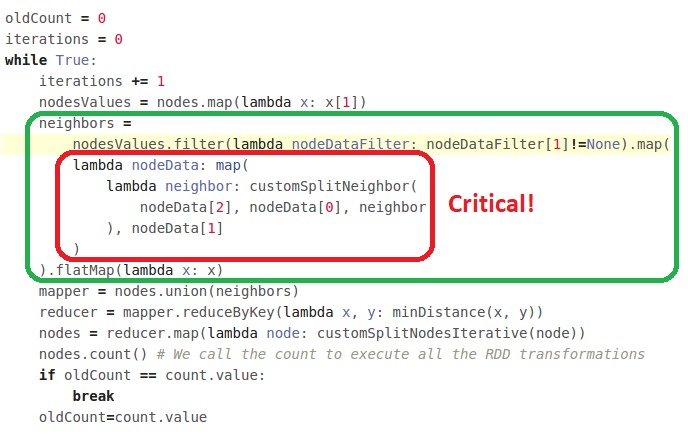 oldCount = 0
iterations = 0
while True:
    iterations += 1
    nodesValues = nodes.map(lambda x: x[1])
    neighbors =
        nodesValues.filter(lambda nodeDataFilter: nodeDataFilter[1]!=None).map(
        lambda nodeData: map(
            lambda neighbor: customSplitNeighbor(
                nodeData[2], nodeData[0], neighbor
            ), nodeData[1]
        )
    ).flatMap(lambda x: x)
    mapper = nodes.union(neighbors)
    reducer = mapper.reduceByKey(lambda x, y: minDistance(x, y))
    nodes = reducer.map(lambda node: customSplitNodesIterative(node))
    nodes.count() # We call the count to execute all the RDD transformations
    if oldCount == count.value:
        break
    oldCount=count.value
Critical!